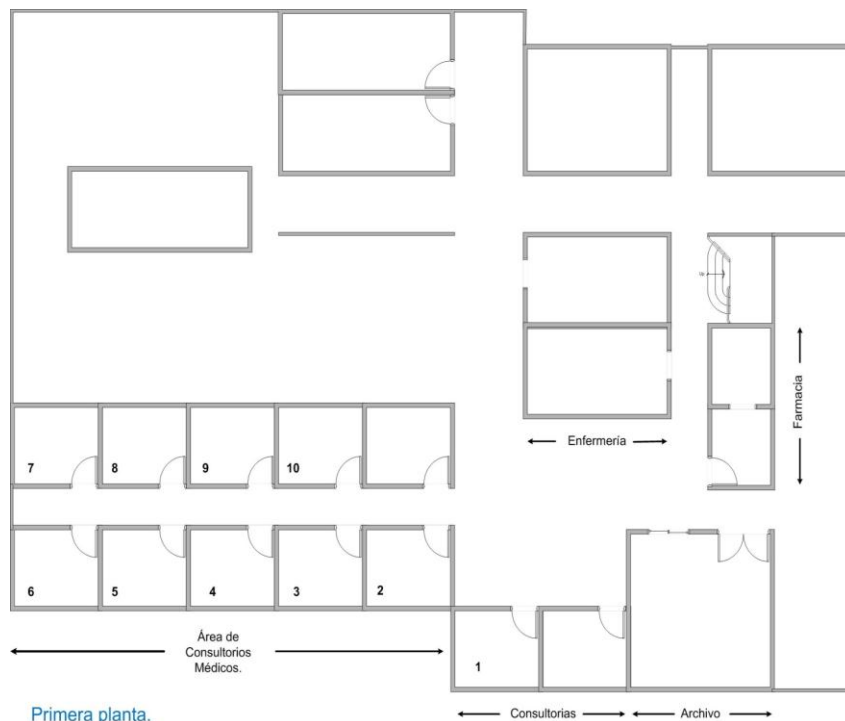 Enfermería
Farmacia
7
8
9
10
6
5
4
3
2
1
Área de
Consultorios
Médicos.
Primera planta.
Consultorias
Archivo